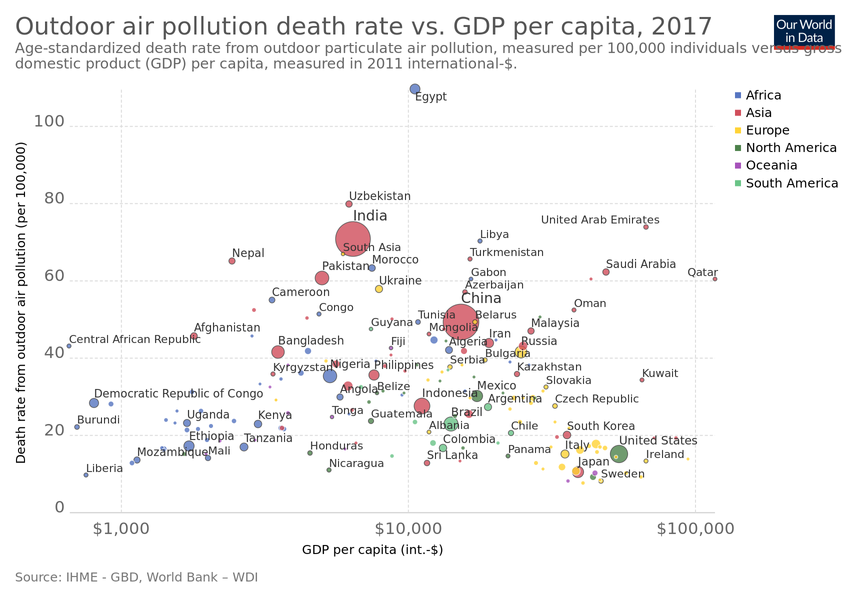 Outdoor air pollution death rate vs. GDP per capita, 2017
Our World
in Data
Age-standardized death rate from outdoor particulate air pollution, measured per 100,000 individuals versus gross
domestic product (GDP) per capita, measured in 2011 international-$.
Africa
Asia
Europe
North America
Oceania
South America
Death rate from outdoor air pollution (per 100,000)
100
80
60
40
20
0
Egypt
Uzbekistan
India
United Arab Emirates
Libya
South Asia
Nepal
Morocco
Turkmenistan
Pakistan
Saudi Arabia
Gabon
Qatar
Ukraine
Azerbaijan
Cameroon
China
Congo
Oman
Tunisia
Belarus
Guyana
Malaysia
Afghanistan
Mongolia
Central African Republic
Bangladesh
Fiji
Algeria
Iran
Russia
Bulgaria
Serbia
Kyrgyzstan
Nigeria
Philippines
Kazakhstan
Kuwait
Slovakia
Belize
Mexico
Democratic Republic of Congo
Angola
Indonesia
Argentina
Czech Republic
Burundi
Uganda
Kenya
Tonga
Guatemala
Brazil
Albania
Chile
South Korea
Ethiopia
Tanzania
Colombia
United States
Mozambique
Mali
Honduras
Sri Lanka
Panama
Italy
Ireland
Liberia
Nicaragua
Japan
Sweden
$1,000
$10,000
$100,000
GDP per capita (int.-$)
Source: IHME - GBD, World Bank – WDI